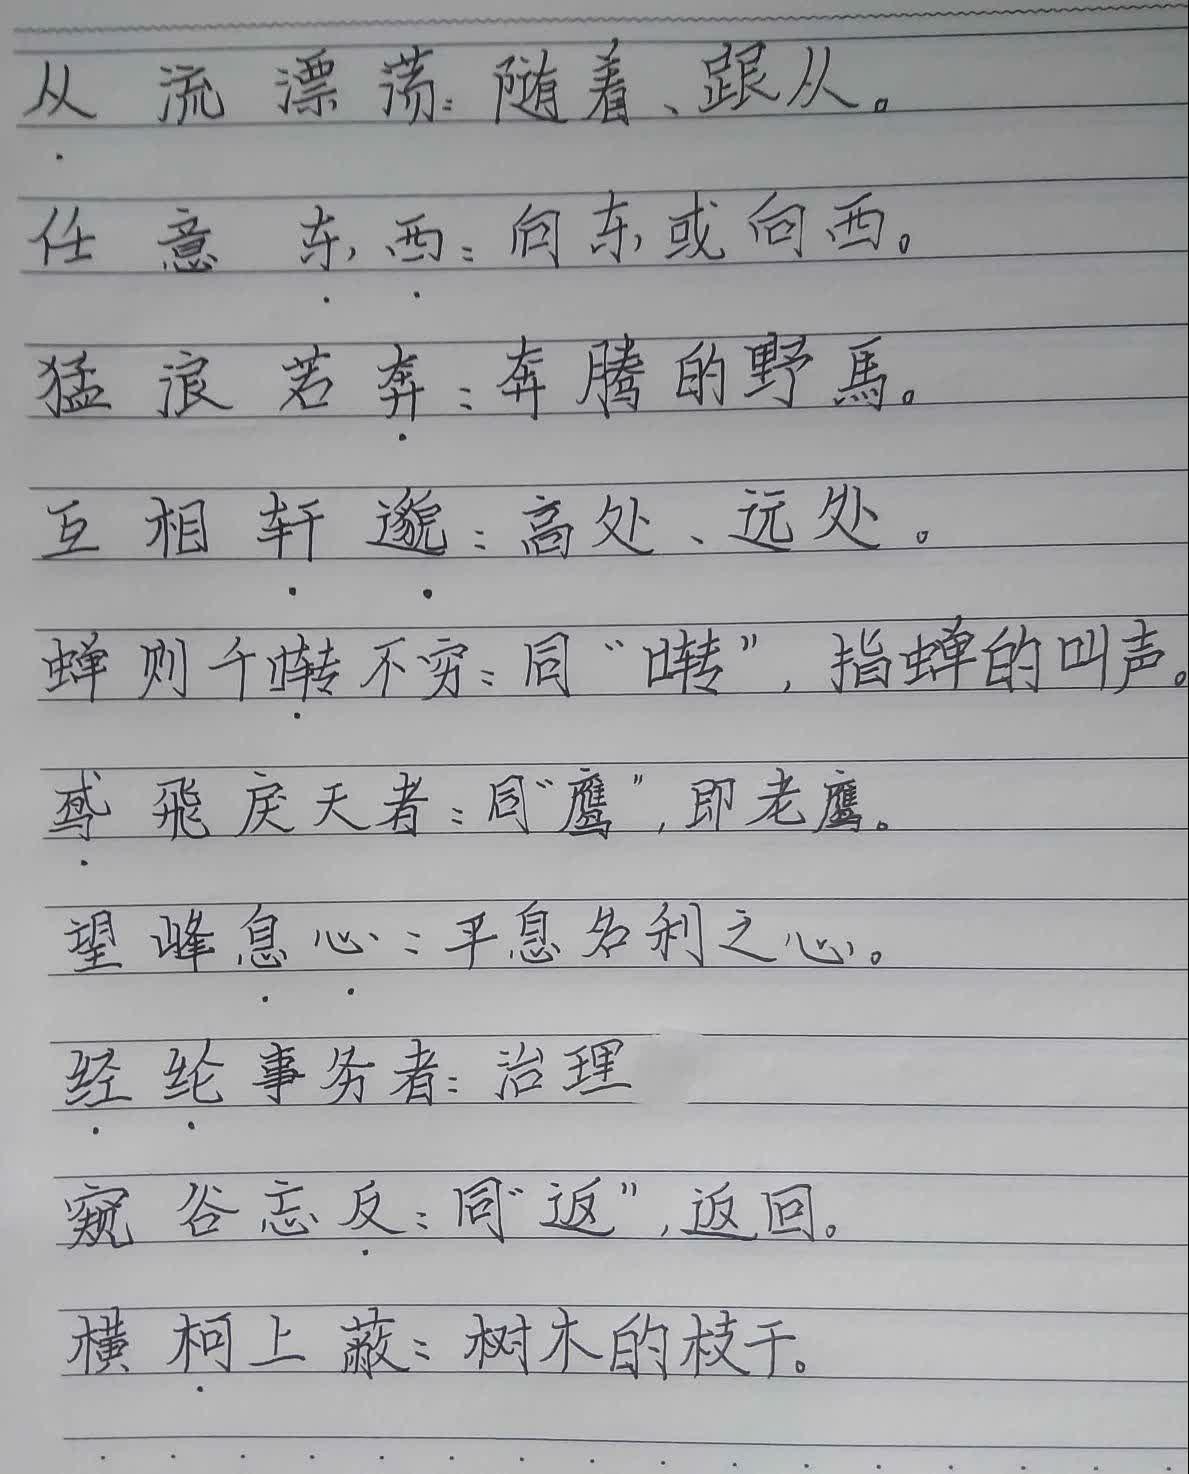 从流漂荡：随着、跟从。
任意东西：向东或向西。
猛浪若奔：奔腾的野馬。
互相轩邈：高处、远处。
蝉则千啭不穷：同“啭”，指蝉的叫声。
鸢飛戾天者：同“鹰”，即老鹰。
望峰息心：平息名利之心。
经纶事务者：治理
窥谷忘反：同“返”，返回。
横柯上蔽：树木的枝干。